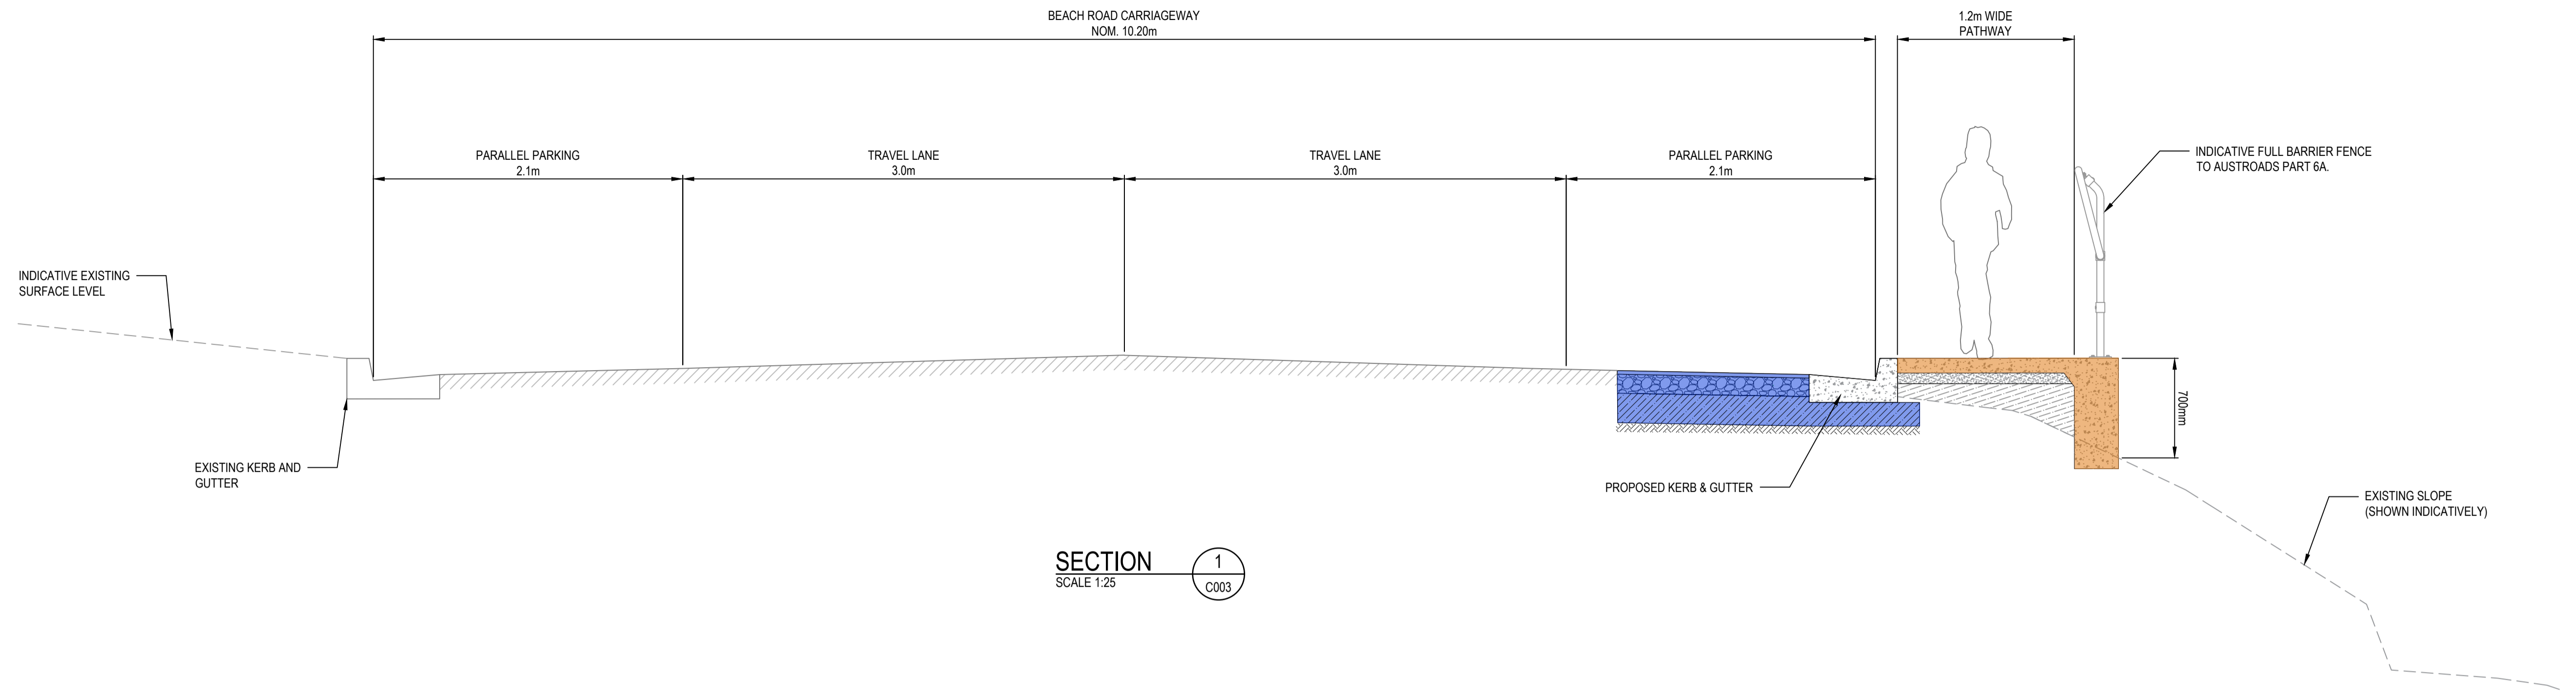 BEACH ROAD CARRIAGEWAY
NOM. 10.20m
1.2m WIDE
PATHWAY
PARALLEL PARKING
2.1m
TRAVEL LANE
3.0m
TRAVEL LANE
3.0m
PARALLEL PARKING
2.1m
INDICATIVE FULL BARRIER FENCE
TO AUSTROADS PART 6A.
INDICATIVE EXISTING
SURFACE LEVEL
700mm
EXISTING KERB AND
GUTTER
PROPOSED KERB & GUTTER
EXISTING SLOPE
(SHOWN INDICATIVELY)
SECTION
SCALE 1:25
1
C003